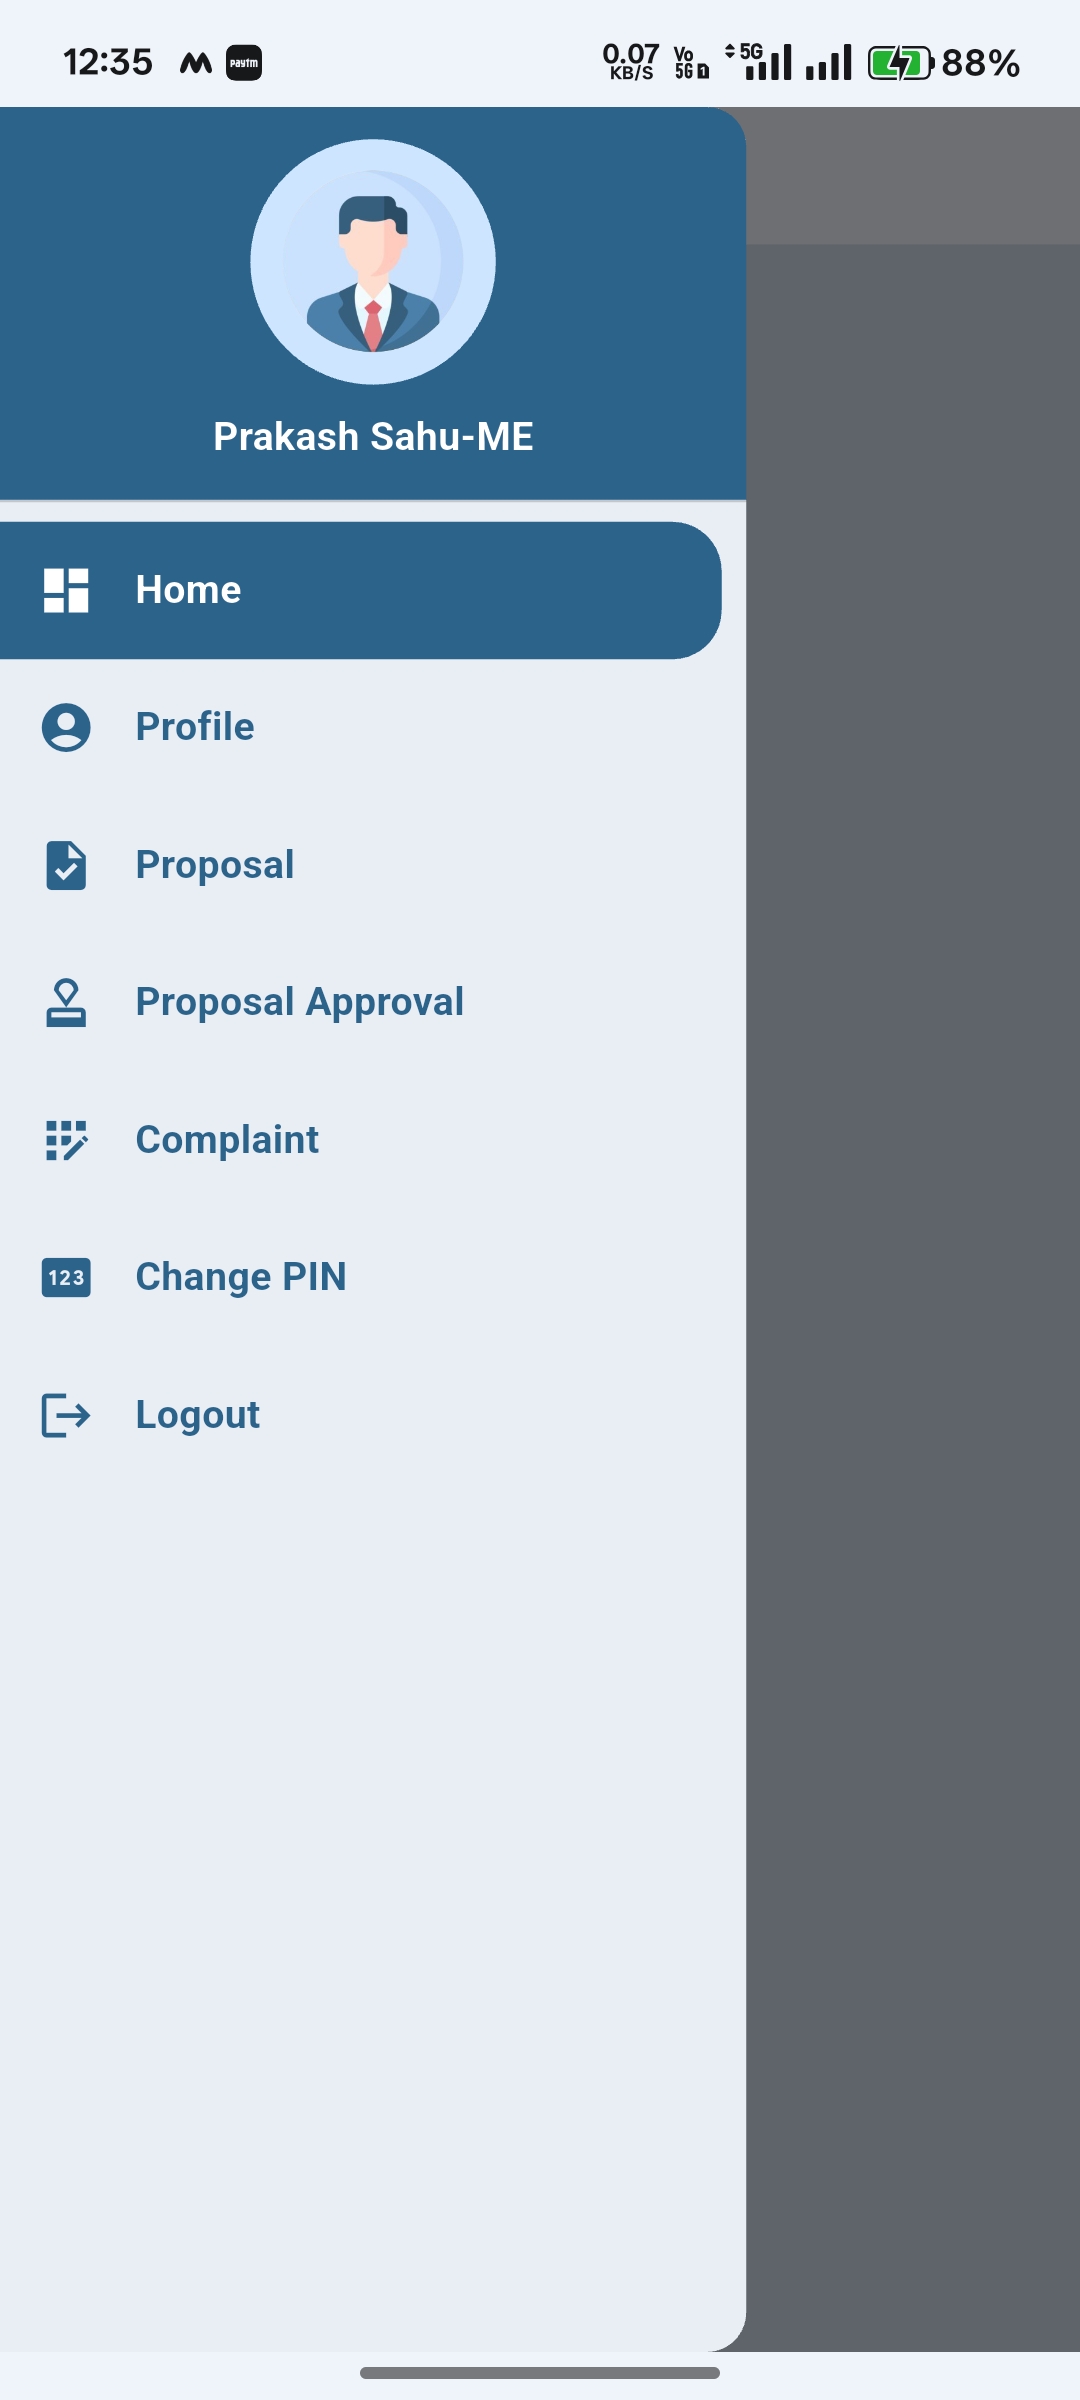 12:35 paytm 0.07 KB/S Vo 5G 1 5G 88%
Prakash Sahu-ME
Home
Profile
Proposal
Proposal Approval
Complaint
123 Change PIN
Logout